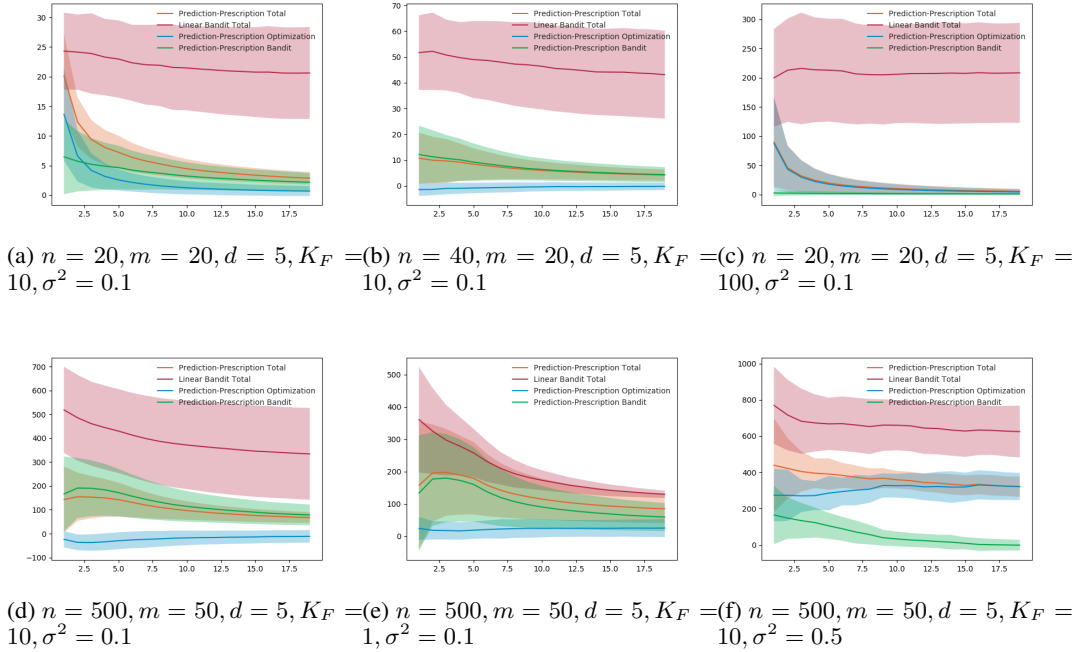 Prediction-Prescription Total
Linear Bandit Total
Prediction-Prescription Optimization
Prediction-Prescription Bandit
30
25
20
15
10
5
0
2.5 5.0 7.5 10.0 12.5 15.0 17.5
Prediction-Prescription Total
Linear Bandit Total
Prediction-Prescription Optimization
Prediction-Prescription Bandit
70
60
50
40
30
20
10
0
2.5 5.0 7.5 10.0 12.5 15.0 17.5
Prediction-Prescription Total
Linear Bandit Total
Prediction-Prescription Optimization
Prediction-Prescription Bandit
300
250
200
150
100
50
0
2.5 5.0 7.5 10.0 12.5 15.0 17.5
(a) n = 20, m = 20, d = 5, K_F =
10, σ² = 0.1
(b) n = 40, m = 20, d = 5, K_F =
10, σ² = 0.1
(c) n = 20, m = 20, d = 5, K_F =
100, σ² = 0.1
Prediction-Prescription Total
Linear Bandit Total
Prediction-Prescription Optimization
Prediction-Prescription Bandit
700
600
500
400
300
200
100
0
−100
2.5 5.0 7.5 10.0 12.5 15.0 17.5
Prediction-Prescription Total
Linear Bandit Total
Prediction-Prescription Optimization
Prediction-Prescription Bandit
500
400
300
200
100
0
2.5 5.0 7.5 10.0 12.5 15.0 17.5
Prediction-Prescription Total
Linear Bandit Total
Prediction-Prescription Optimization
Prediction-Prescription Bandit
1000
800
600
400
200
0
2.5 5.0 7.5 10.0 12.5 15.0 17.5
(d) n = 500, m = 50, d = 5, K_F =
10, σ² = 0.1
(e) n = 500, m = 50, d = 5, K_F =
1, σ² = 0.1
(f) n = 500, m = 50, d = 5, K_F =
10, σ² = 0.5